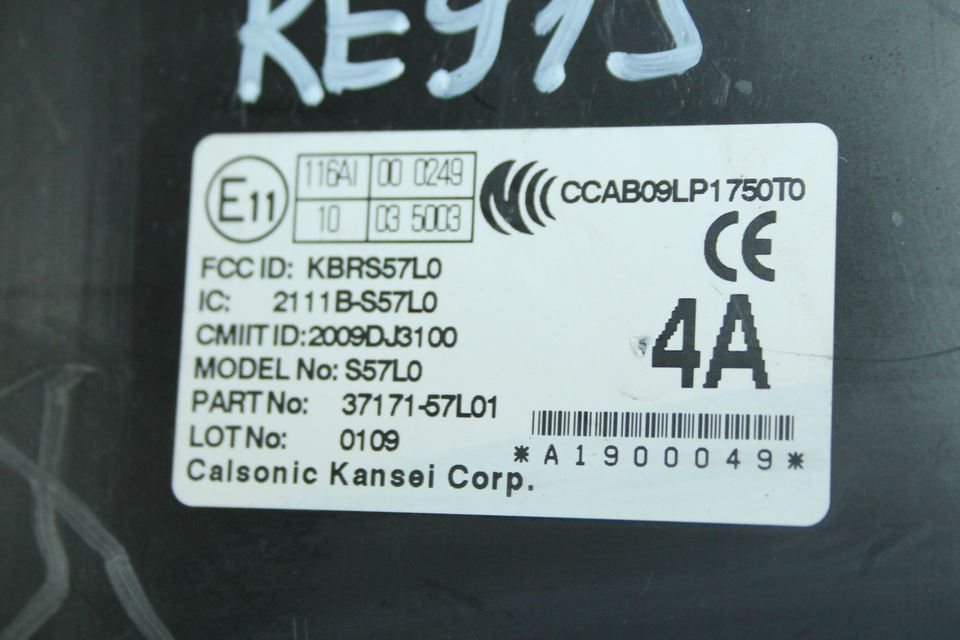 E11 116AI 00 0249
10 03 5003
CCAB09LP1750T0
CE
FCC ID: KBRS57L0
IC: 2111B-S57L0
CMIIT ID:2009DJ3100
4A
MODEL No: S57L0
PART No: 37171-57L01
LOT No: 0109
*A1900049*
Calsonic Kansei Corp.